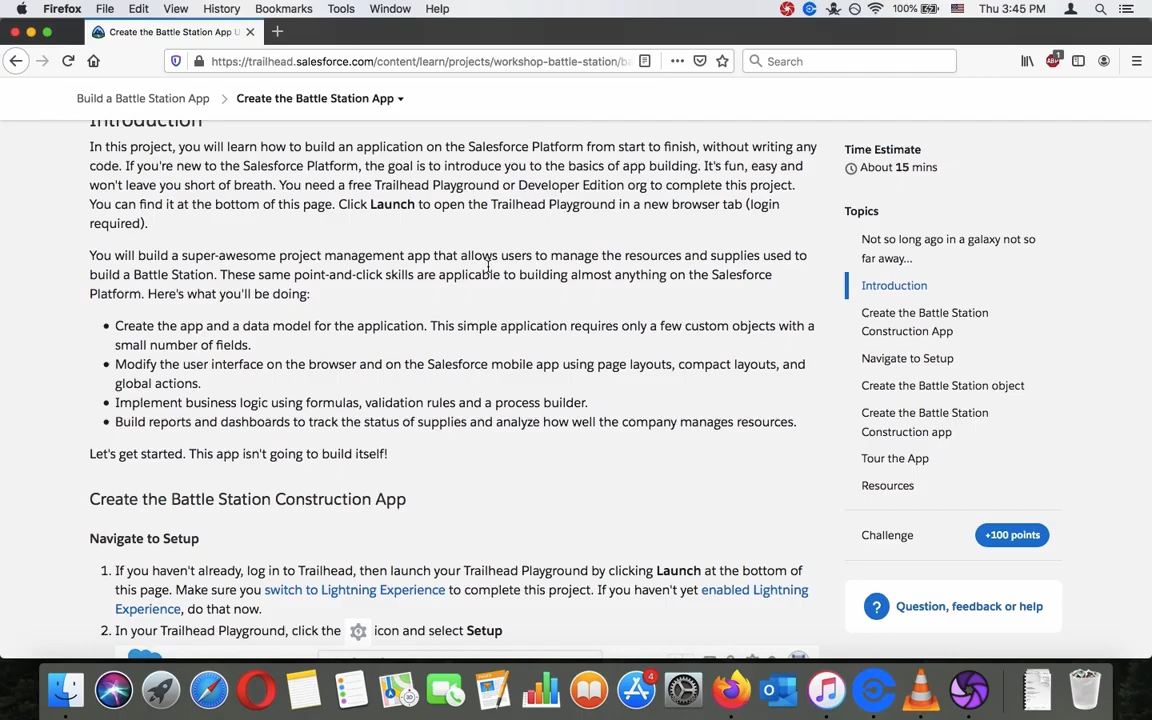 Firefox File Edit View History Bookmarks Tools Window Help 100% Thu 3:45 PM
Create the Battle Station App U
https://trailhead.salesforce.com/content/learn/projects/workshop-battle-station/ba Search 1
Build a Battle Station App Create the Battle Station App
Introduction
In this project, you will learn how to build an application on the Salesforce Platform from start to finish, without writing any
code. If you're new to the Salesforce Platform, the goal is to introduce you to the basics of app building. It's fun, easy and
won't leave you short of breath. You need a free Trailhead Playground or Developer Edition org to complete this project.
You can find it at the bottom of this page. Click Launch to open the Trailhead Playground in a new browser tab (login
required).
You will build a super-awesome project management app that allows users to manage the resources and supplies used to
build a Battle Station. These same point-and-click skills are applicable to building almost anything on the Salesforce
Platform. Here's what you'll be doing:
• Create the app and a data model for the application. This simple application requires only a few custom objects with a
small number of fields.
• Modify the user interface on the browser and on the Salesforce mobile app using page layouts, compact layouts, and
global actions.
• Implement business logic using formulas, validation rules and a process builder.
• Build reports and dashboards to track the status of supplies and analyze how well the company manages resources.
Let's get started. This app isn't going to build itself!
Create the Battle Station Construction App
Navigate to Setup
1. If you haven't already, log in to Trailhead, then launch your Trailhead Playground by clicking Launch at the bottom of
this page. Make sure you switch to Lightning Experience to complete this project. If you haven't yet enabled Lightning
Experience, do that now.
2. In your Trailhead Playground, click the icon and select Setup
Time Estimate
About 15 mins
Topics
Not so long ago in a galaxy not so
far away...
Introduction
Create the Battle Station
Construction App
Navigate to Setup
Create the Battle Station object
Create the Battle Station
Construction app
Tour the App
Resources
Challenge +100 points
? Question, feedback or help
4